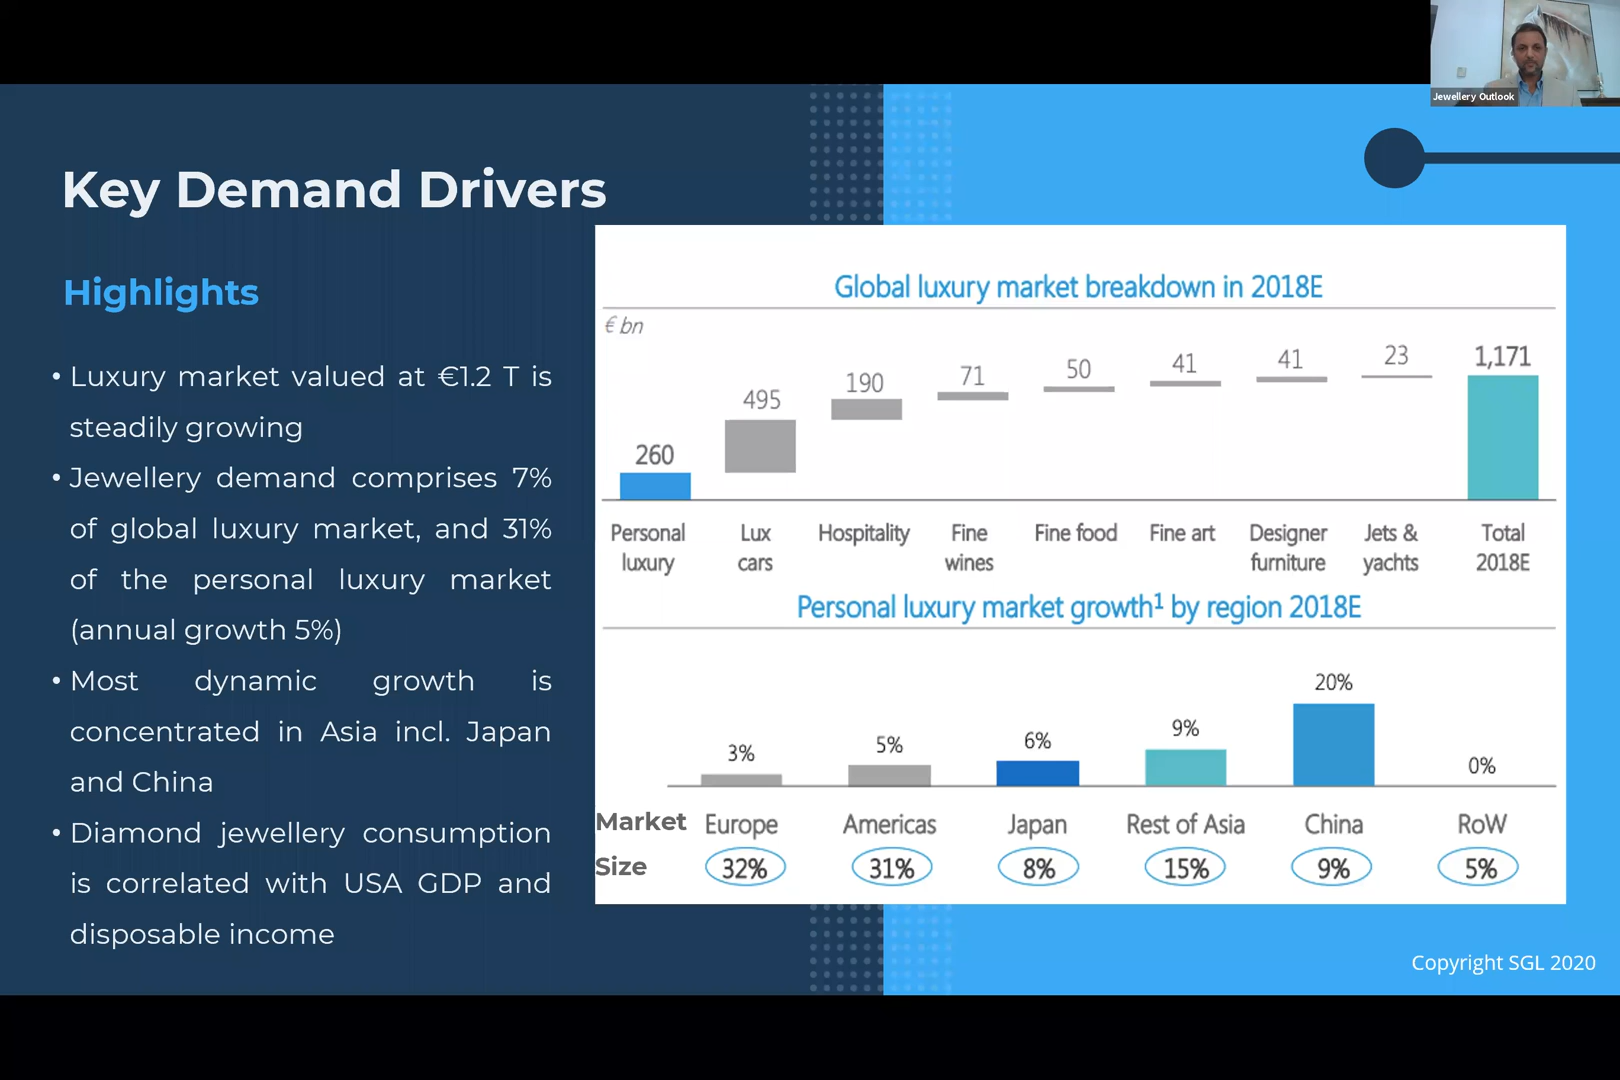 Jewellery Outlook
Key Demand Drivers
Highlights
• Luxury market valued at €1.2 T is
steadily growing
• Jewellery demand comprises 7%
of global luxury market, and 31%
of the personal luxury market
(annual growth 5%)
• Most dynamic growth is
concentrated in Asia incl. Japan
and China
• Diamond jewellery consumption
is correlated with USA GDP and
disposable income
Global luxury market breakdown in 2018E
€ bn
260 495 190 71 50 41 41 23 1,171
Personal Lux Hospitality Fine Fine food Fine art Designer Jets & Total
luxury cars wines furniture yachts 2018E
Personal luxury market growth¹ by region 2018E
3% 5% 6% 9% 20% 0%
Market Europe Americas Japan Rest of Asia China RoW
Size 32% 31% 8% 15% 9% 5%
Copyright SGL 2020